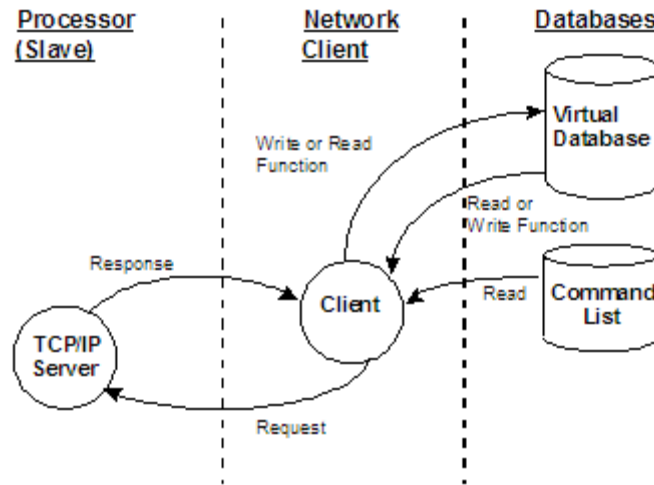 Processor
(Slave)
Network
Client
Databases
Virtual
Database
Write or Read
Function
Read or
Write Function
Response
Client
Read
Command
List
TCP/IP
Server
Request